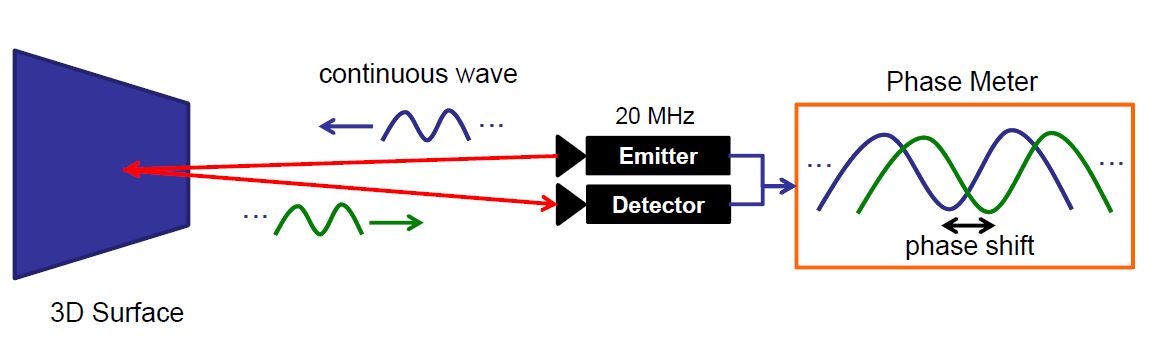 continuous wave
...
20 MHz
Emitter
Detector
...
3D Surface
Phase Meter
...
...
phase shift